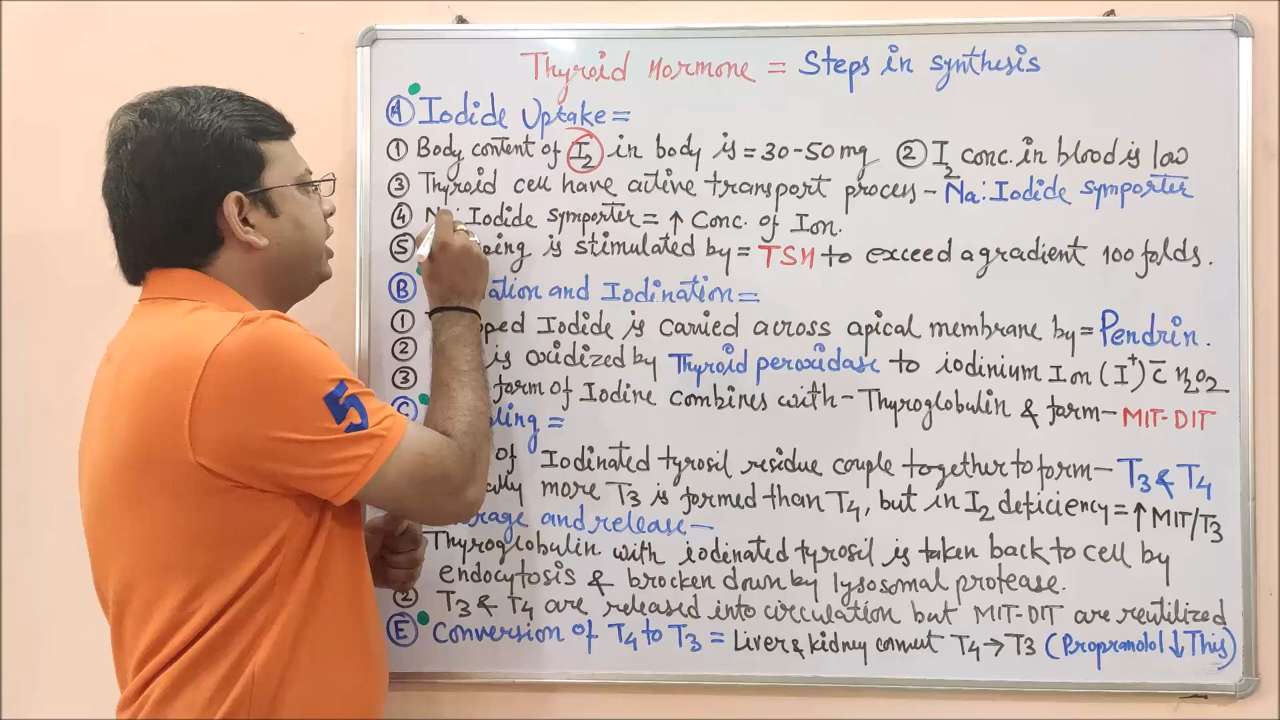 Thyroid Hormone = Steps in synthesis
(A) Iodide Uptake =
① Body content of I2 in body is = 30-50 mg ② I2 conc. in blood is low
③ Thyroid cell have active transport proces - Na: Iodide symporter
④ Iodide symporter = ↑ Conc. of Ion.
⑤ is stimulated by = TSH to exceed a gradient 100 folds.
(B) and Iodination =
① Iodide is carried across apical membrane by = Pendrin.
② is oxidized by Thyroid peroxidase to iodinium Ion (I+) c̄ H2O2
③ form of Iodine combines with - Thyroglobulin & form - MIT-DIT
(C) =
of Iodinated tyrosil residue couple together to form - T3 & T4
more T3 is formed than T4, but in I2 deficiency = ↑ MIT/T3
and release -
Thyroglobulin with iodinated tyrosil is taken back to cell by
endocytosis & brocken down by lysosomal protease.
② T3 & T4 are released into circulation but MIT-DIT are reutilized
(E) Conversion of T4 to T3 = Liver & kidney convert T4 → T3 (Propranolol ↓ This)
5